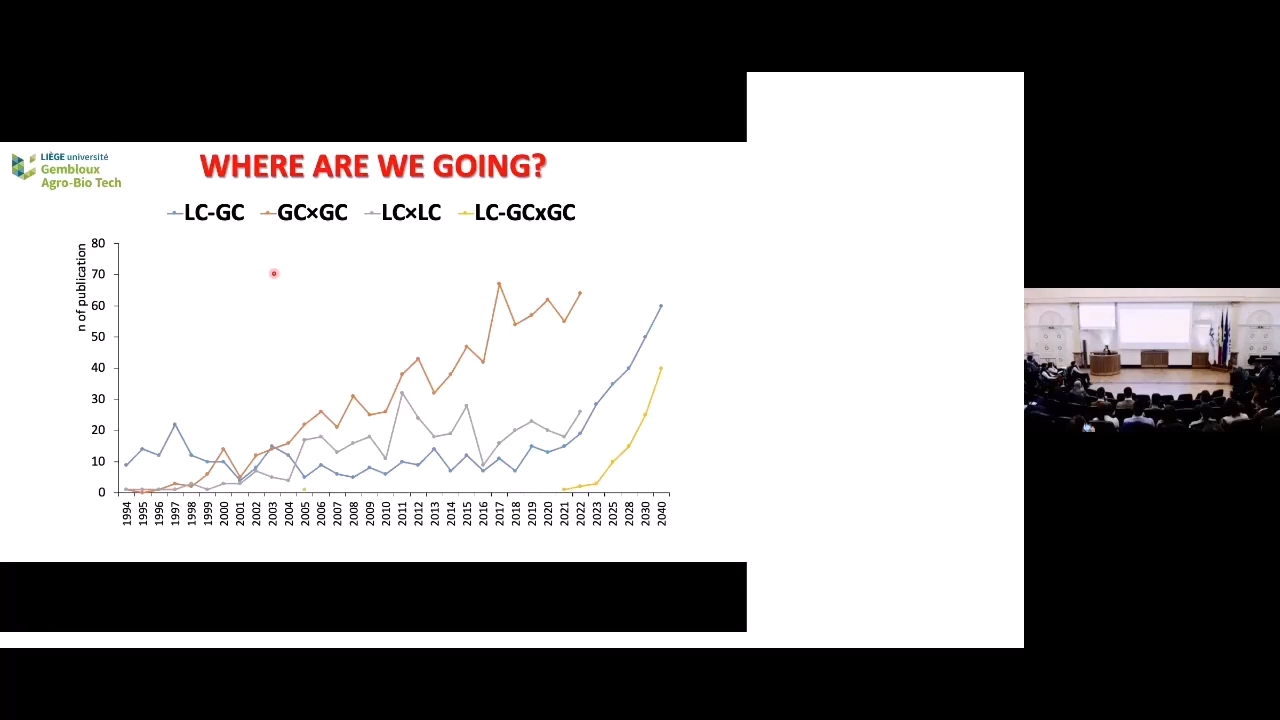 LIÈGE université
Gembloux
Agro-Bio Tech
WHERE ARE WE GOING?
LC-GC GC×GC LC×LC LC-GCxGC
n of publication
80
70
60
50
40
30
20
10
0
1994 1995 1996 1997 1998 1999 2000 2001 2002 2003 2004 2005 2006 2007 2008 2009 2010 2011 2012 2013 2014 2015 2016 2017 2018 2019 2020 2021 2022 2023 2025 2028 2030 2040